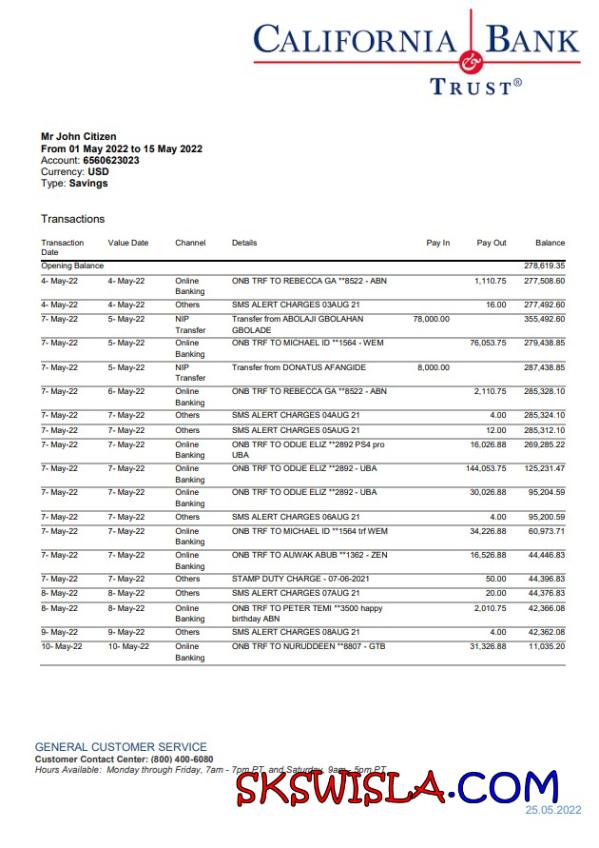 CALIFORNIA BANK
& TRUST®
Mr John Citizen
From 01 May 2022 to 15 May 2022
Account: 6560623023
Currency: USD
Type: Savings
Transactions
Transaction Date Value Date Channel Details Pay In Pay Out Balance
Opening Balance 278,619.35
4- May-22 4- May-22 Online Banking ONB TRF TO REBECCA GA **8522 - ABN 1,110.75 277,508.60
4- May-22 4- May-22 Others SMS ALERT CHARGES 03AUG 21 16.00 277,492.60
7- May-22 5- May-22 NIP Transfer Transfer from ABOLAJI GBOLAHAN GBOLADE 78,000.00 355,492.60
7- May-22 5- May-22 Online Banking ONB TRF TO MICHAEL ID **1564 - WEM 76,053.75 279,438.85
7- May-22 5- May-22 NIP Transfer Transfer from DONATUS AFANGIDE 8,000.00 287,438.85
7- May-22 6- May-22 Online Banking ONB TRF TO REBECCA GA **8522 - ABN 2,110.75 285,328.10
7- May-22 7- May-22 Others SMS ALERT CHARGES 04AUG 21 4.00 285,324.10
7- May-22 7- May-22 Others SMS ALERT CHARGES 05AUG 21 12.00 285,312.10
7- May-22 7- May-22 Online Banking ONB TRF TO ODIJE ELIZ **2892 PS4 pro UBA 16,026.88 269,285.22
7- May-22 7- May-22 Online Banking ONB TRF TO ODIJE ELIZ **2892 - UBA 144,053.75 125,231.47
7- May-22 7- May-22 Online Banking ONB TRF TO ODIJE ELIZ **2892 - UBA 30,026.88 95,204.59
7- May-22 7- May-22 Others SMS ALERT CHARGES 06AUG 21 4.00 95,200.59
7- May-22 7- May-22 Online Banking ONB TRF TO MICHAEL ID **1564 trf WEM 34,226.88 60,973.71
7- May-22 7- May-22 Online Banking ONB TRF TO AUWAK ABUB **1362 - ZEN 16,526.88 44,446.83
7- May-22 7- May-22 Others STAMP DUTY CHARGE - 07-06-2021 50.00 44,396.83
8- May-22 8- May-22 Others SMS ALERT CHARGES 07AUG 21 20.00 44,376.83
8- May-22 8- May-22 Online Banking ONB TRF TO PETER TEMI **3500 happy birthday ABN 2,010.75 42,366.08
9- May-22 9- May-22 Others SMS ALERT CHARGES 08AUG 21 4.00 42,362.08
10- May-22 10- May-22 Online Banking ONB TRF TO NURUDDEEN **8807 - GTB 31,326.88 11,035.20
GENERAL CUSTOMER SERVICE
Customer Contact Center: (800) 400-6080
Hours Available: Monday through Friday, 7am - 7pm PT, and Saturday, 9am - 5pm PT
SKSWISLA.COM
25.05.2022